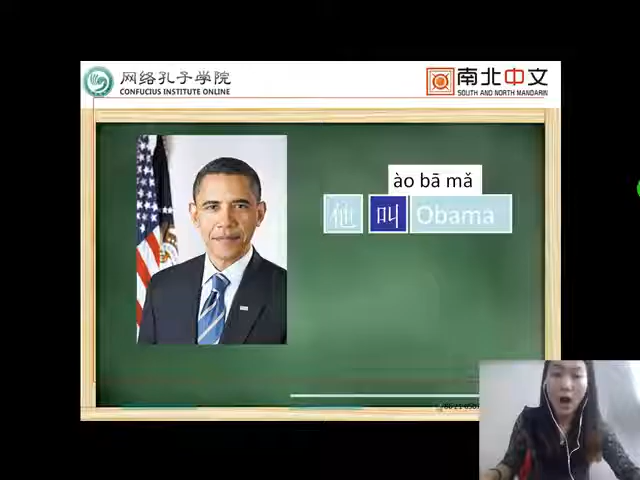 网络孔子学院
CONFUCIUS INSTITUTE ONLINE
南北中文
SOUTH AND NORTH MANDARIN
ào bā mǎ
他 叫 Obama